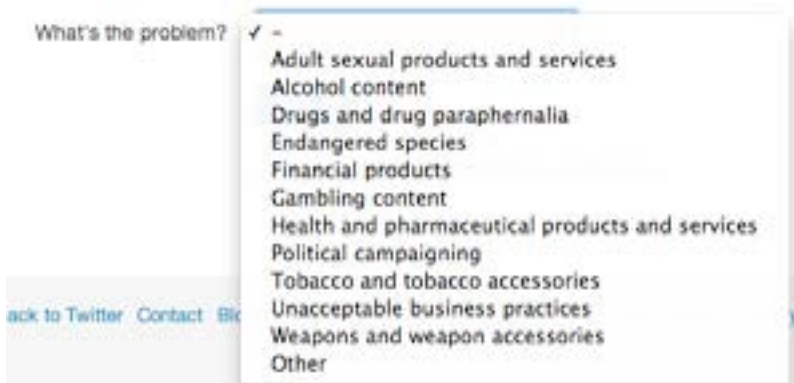 What's the problem? ✓ -
Adult sexual products and services
Alcohol content
Drugs and drug paraphernalia
Endangered species
Financial products
Gambling content
Health and pharmaceutical products and services
Political campaigning
Tobacco and tobacco accessories
Unacceptable business practices
ack to Twitter Contact
Weapons and weapon accessories
Other